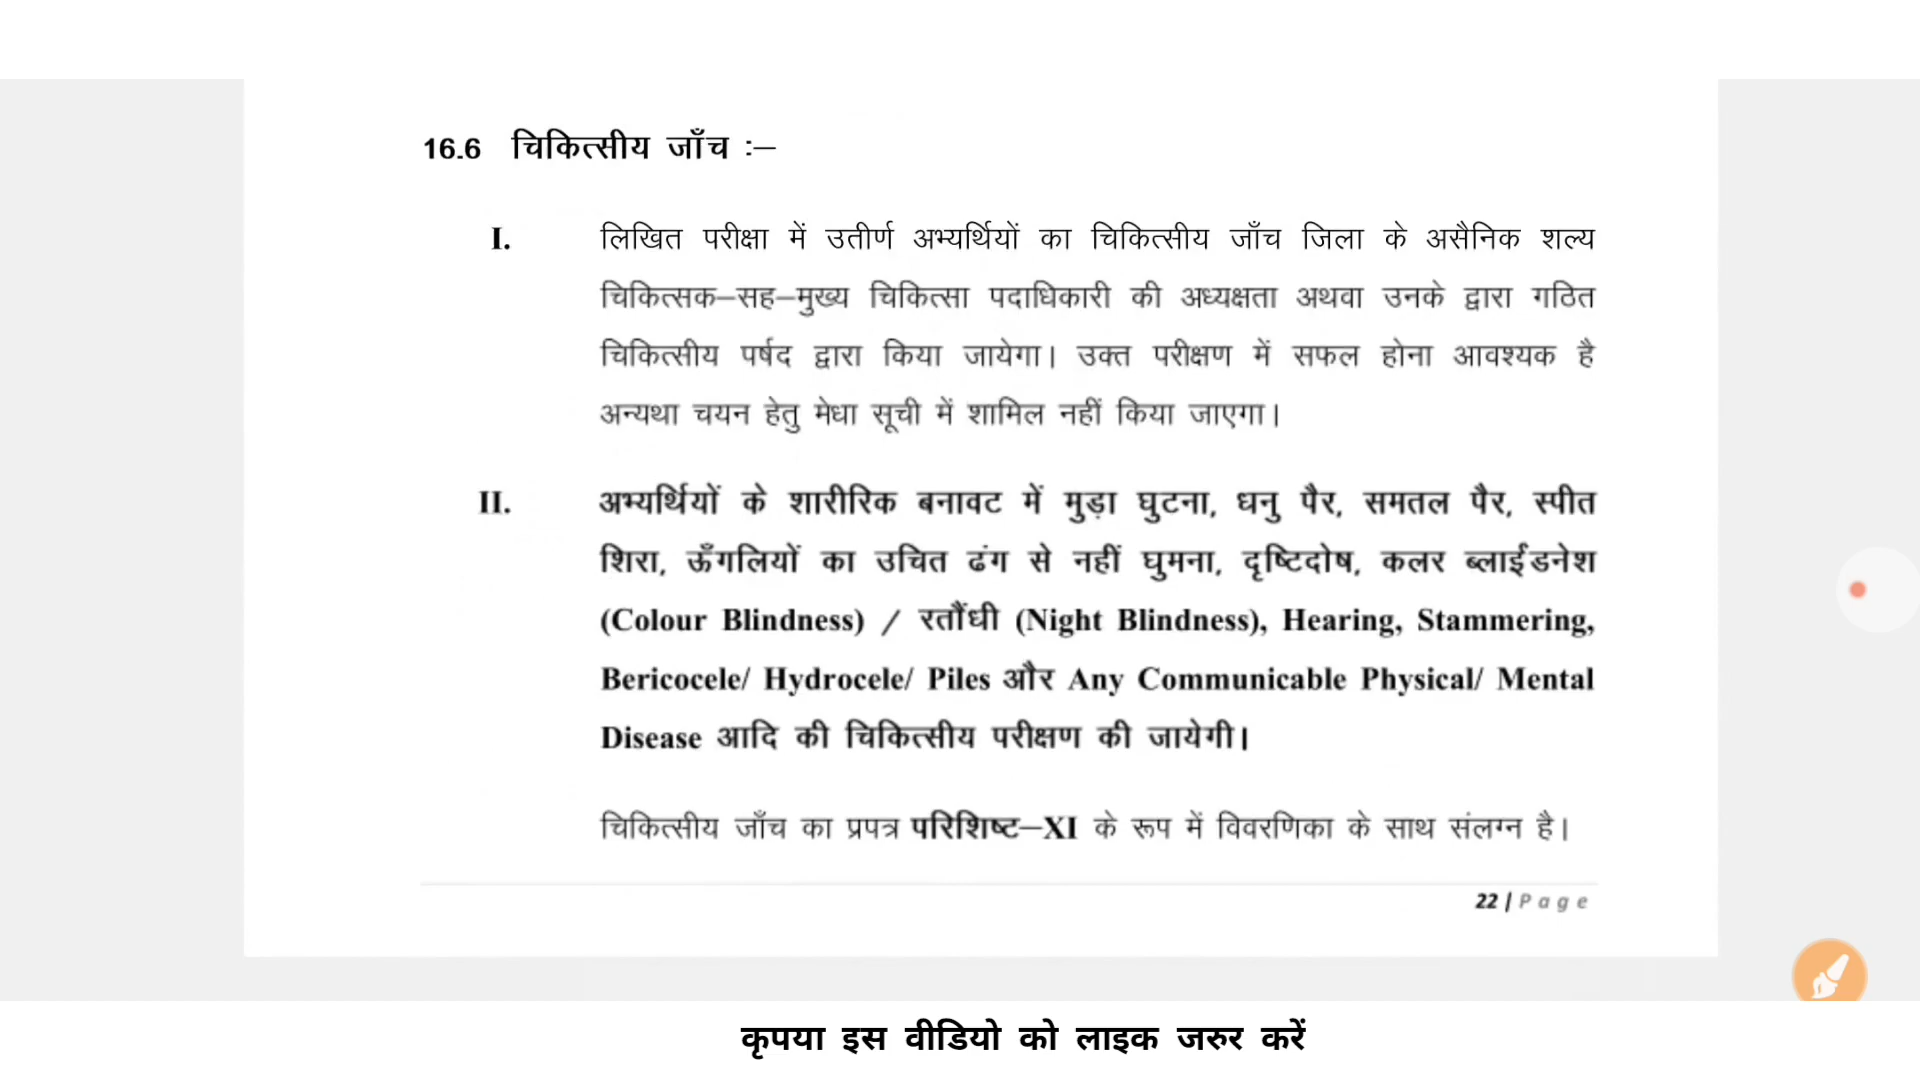 16.6 चिकित्सीय जाँच :–
I. लिखित परीक्षा में उतीर्ण अभ्यर्थियों का चिकित्सीय जाँच जिला के असैनिक शल्य
चिकित्सक–सह–मुख्य चिकित्सा पदाधिकारी की अध्यक्षता अथवा उनके द्वारा गठित
चिकित्सीय पर्षद द्वारा किया जायेगा। उक्त परीक्षण में सफल होना आवश्यक है
अन्यथा चयन हेतु मेधा सूची में शामिल नहीं किया जाएगा।
II. अभ्यर्थियों के शारीरिक बनावट में मुड़ा घुटना, धनु पैर, समतल पैर, स्पीत
शिरा, ऊँगलियों का उचित ढंग से नहीं घुमना, दृष्टिदोष, कलर ब्लाईडनेश
(Colour Blindness) / रतौंधी (Night Blindness), Hearing, Stammering,
Bericocele/ Hydrocele/ Piles और Any Communicable Physical/ Mental
Disease आदि की चिकित्सीय परीक्षण की जायेगी।
चिकित्सीय जाँच का प्रपत्र परिशिष्ट–XI के रूप में विवरणिका के साथ संलग्न है।
22 | Page
कृपया इस वीडियो को लाइक जरुर करें